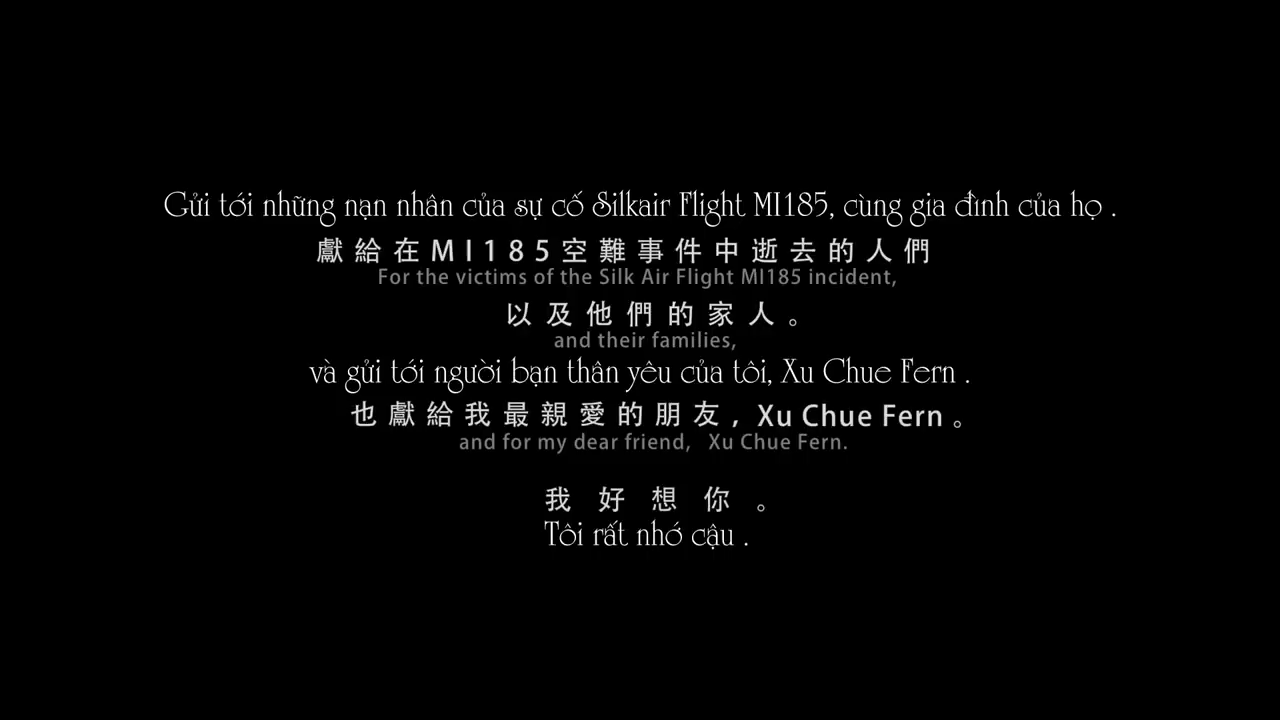 Gửi tới những nạn nhân của sự cố Silkair Flight MI185, cùng gia đình của họ .
獻給在MI185空難事件中逝去的人們
For the victims of the Silk Air Flight MI185 incident,
以及他們的家人。
and their families,
và gửi tới người bạn thân yêu của tôi, Xu Chue Fern .
也獻給我最親愛的朋友, Xu Chue Fern。
and for my dear friend, Xu Chue Fern.
我好想你。
Tôi rất nhớ cậu .